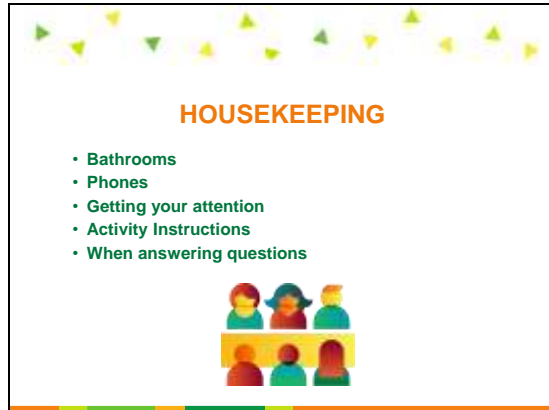 HOUSEKEEPING
• Bathrooms
• Phones
• Getting your attention
• Activity Instructions
• When answering questions